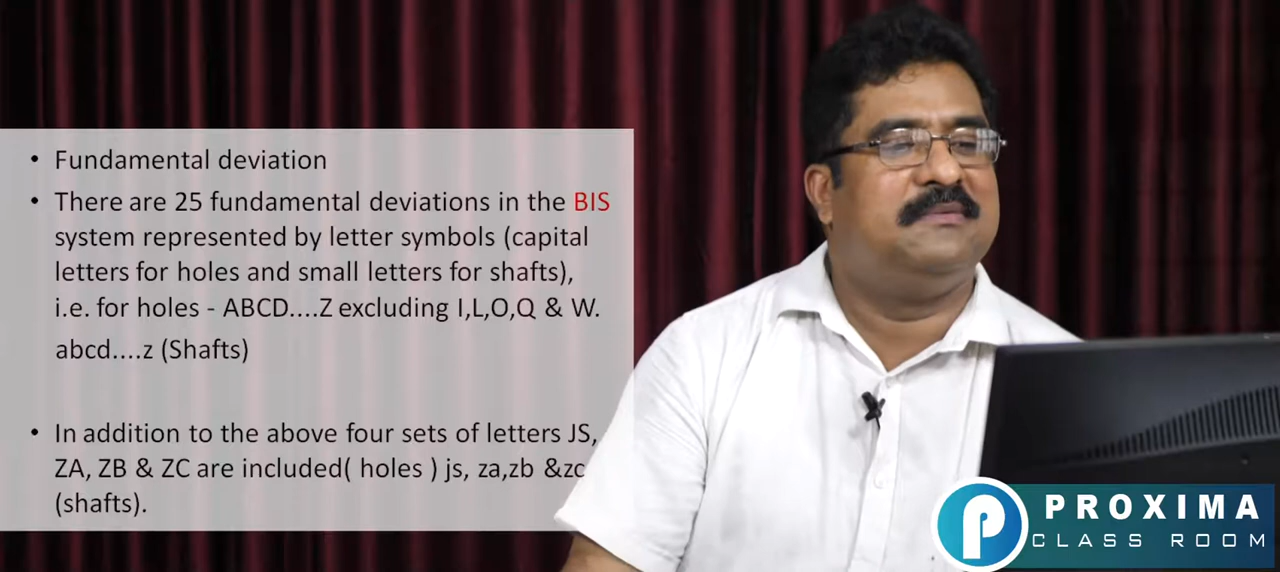 • Fundamental deviation
• There are 25 fundamental deviations in the BIS
system represented by letter symbols (capital
letters for holes and small letters for shafts),
i.e. for holes - ABCD....Z excluding I,L,O,Q & W.
abcd....z (Shafts)
• In addition to the above four sets of letters JS,
ZA, ZB & ZC are included( holes ) js, za,zb &zc
(shafts).
PROXIMA
CLASS ROOM